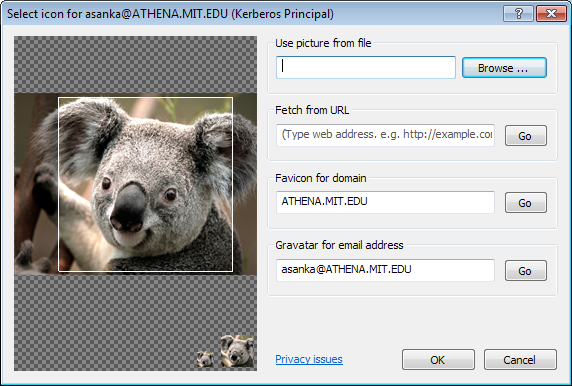 Select icon for asanka@ATHENA.MIT.EDU (Kerberos Principal)
Use picture from file
Browse ...
Fetch from URL
(Type web address. e.g. http://example.co
Go
Favicon for domain
ATHENA.MIT.EDU
Go
Gravatar for email address
asanka@ATHENA.MIT.EDU
Go
Privacy issues
OK
Cancel